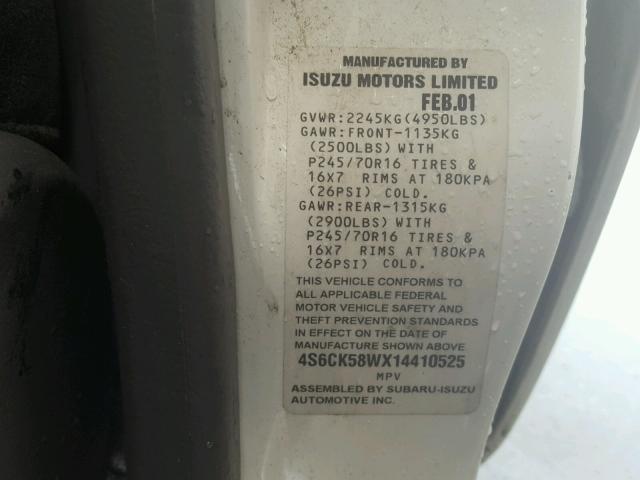 MANUFACTURED BY
ISUZU MOTORS LIMITED
FEB.01
GVWR:2245KG(4950LBS)
GAWR:FRONT-1135KG
(2500LBS) WITH
P245/70R16 TIRES &
16X7 RIMS AT 180KPA
(26PSI) COLD.
GAWR:REAR-1315KG
(2900LBS) WITH
P245/70R16 TIRES &
16X7 RIMS AT 180KPA
(26PSI) COLD.
THIS VEHICLE CONFORMS TO
ALL APPLICABLE FEDERAL
MOTOR VEHICLE SAFETY AND
THEFT PREVENTION STANDARDS
IN EFFECT ON THE DATE OF
MANUFACTURE SHOWN ABOVE
4S6CK58WX14410525
MPV
ASSEMBLED BY SUBARU-ISUZU
AUTOMOTIVE INC.